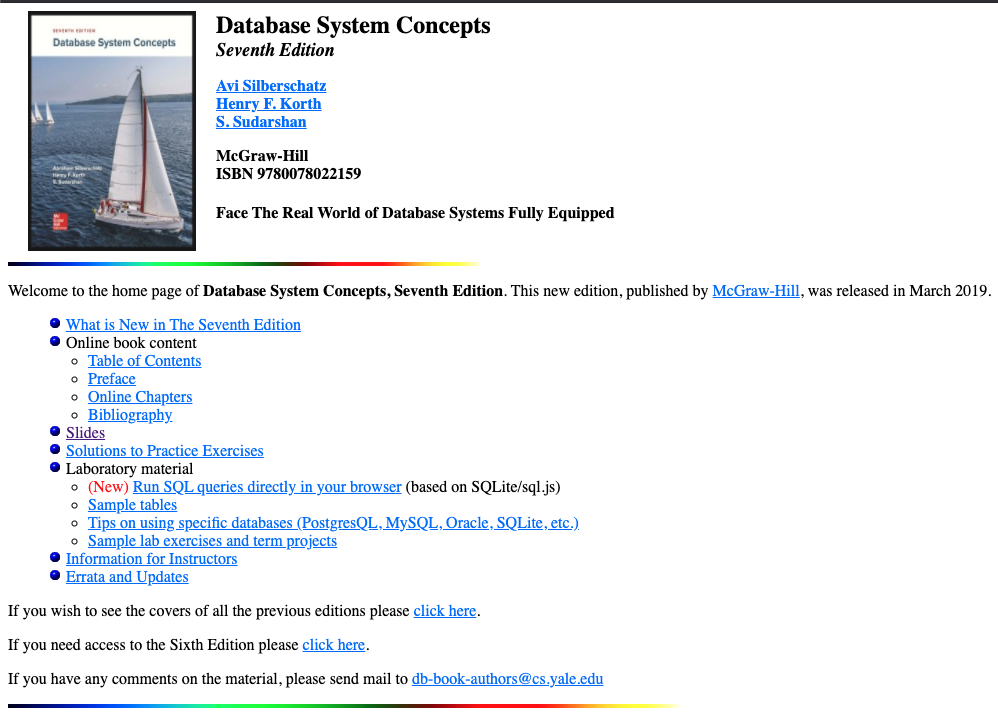 SEVENTH EDITION
Database System Concepts
Abraham Silberschatz
Henry F. Korth
S. Sudarshan
Mc
Graw
Hill
Database System Concepts
Seventh Edition
Avi Silberschatz
Henry F. Korth
S. Sudarshan
McGraw-Hill
ISBN 9780078022159
Face The Real World of Database Systems Fully Equipped
Welcome to the home page of Database System Concepts, Seventh Edition. This new edition, published by McGraw-Hill, was released in March 2019.
What is New in The Seventh Edition
Online book content
Table of Contents
Preface
Online Chapters
Bibliography
Slides
Solutions to Practice Exercises
Laboratory material
(New) Run SQL queries directly in your browser (based on SQLite/sql.js)
Sample tables
Tips on using specific databases (PostgresQL, MySQL, Oracle, SQLite, etc.)
Sample lab exercises and term projects
Information for Instructors
Errata and Updates
If you wish to see the covers of all the previous editions please click here.
If you need access to the Sixth Edition please click here.
If you have any comments on the material, please send mail to db-book-authors@cs.yale.edu